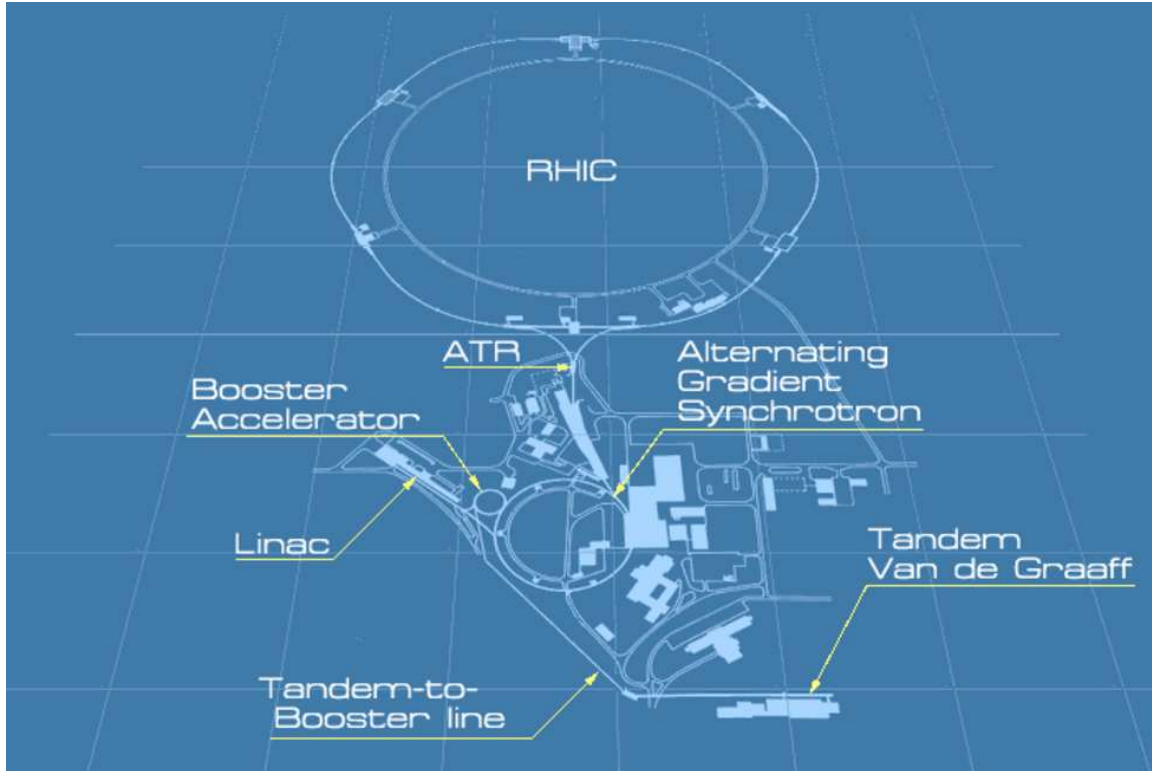 RHIC
ATR
Alternating
Gradient
Synchrotron
Booster
Accelerator
Linac
Tandem
Van de Graaff
Tandem-to-
Booster line